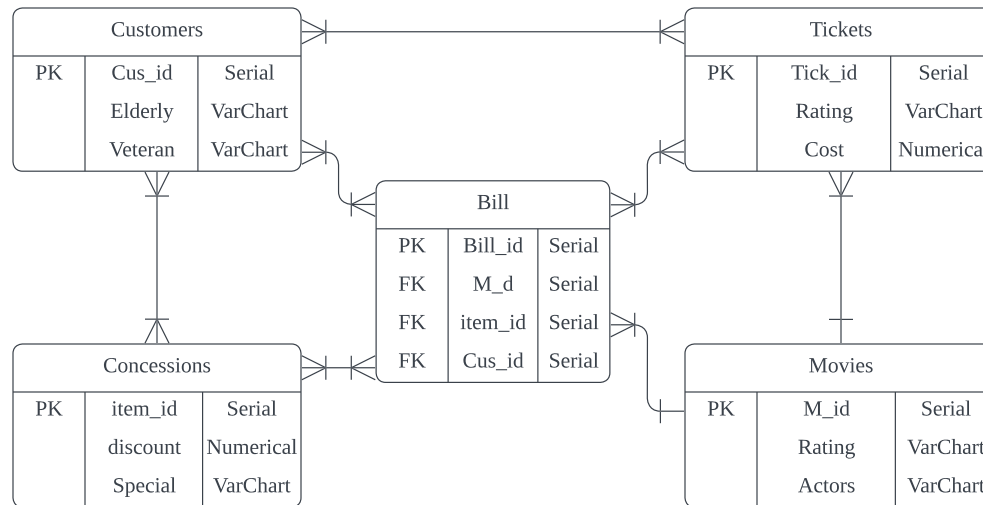 Customers
PK Cus_id Serial
Elderly VarChart
Veteran VarChart
Tickets
PK Tick_id Serial
Rating VarChart
Cost Numerica
Bill
PK Bill_id Serial
FK M_d Serial
FK item_id Serial
FK Cus_id Serial
Concessions
PK item_id Serial
discount Numerical
Special VarChart
Movies
PK M_id Serial
Rating VarChart
Actors VarChart